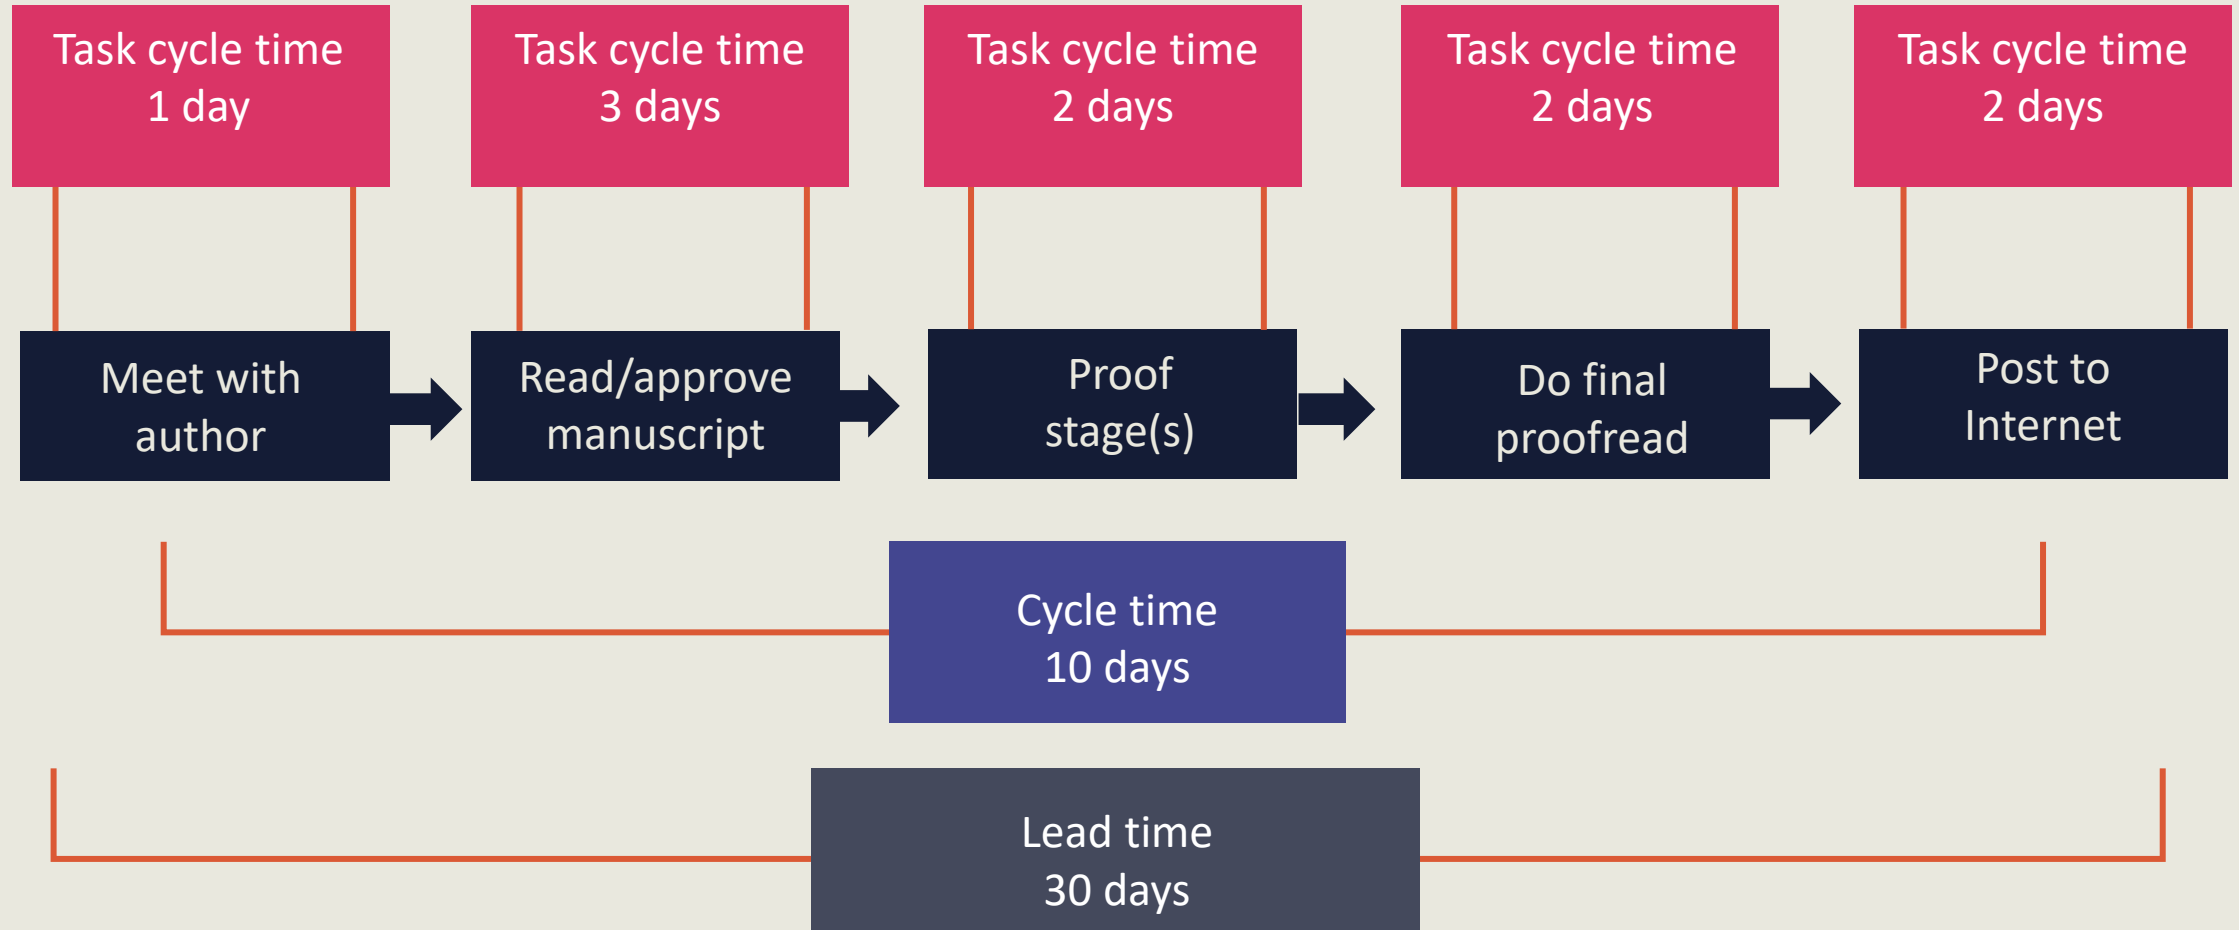 Task cycle time
1 day
Task cycle time
3 days
Task cycle time
2 days
Task cycle time
2 days
Task cycle time
2 days
Meet with
author
Read/approve
manuscript
Proof
stage(s)
Do final
proofread
Post to
Internet
Cycle time
10 days
Lead time
30 days